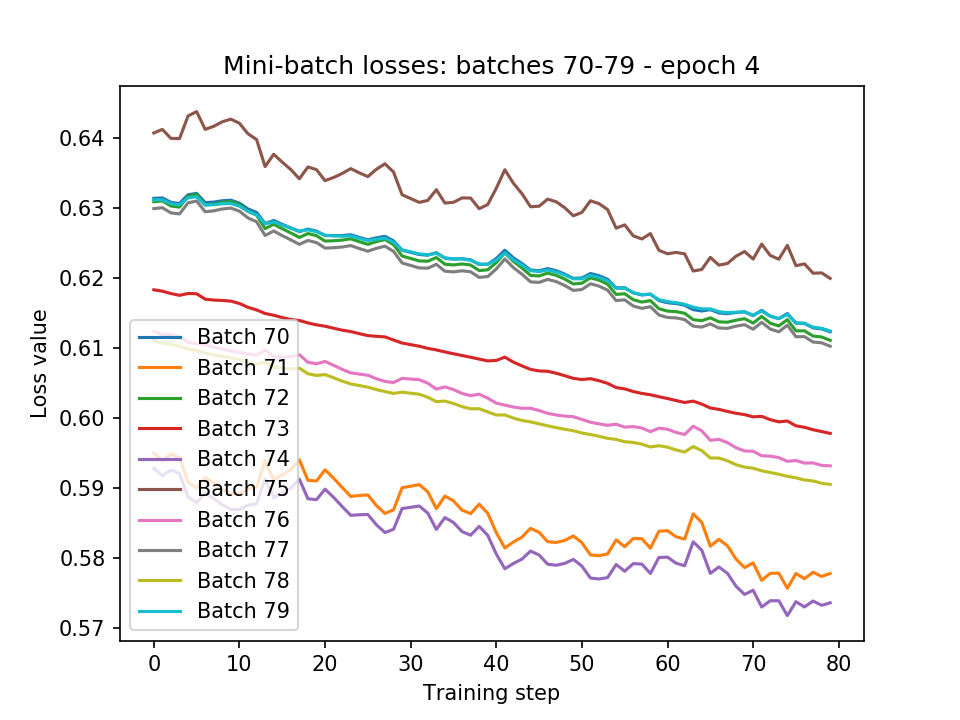 Mini-batch losses: batches 70-79 - epoch 4
0.64
0.63
0.62
0.61
0.60
0.59
0.58
0.57
Loss value
Batch 70
Batch 71
Batch 72
Batch 73
Batch 74
Batch 75
Batch 76
Batch 77
Batch 78
Batch 79
0 10 20 30 40 50 60 70 80
Training step